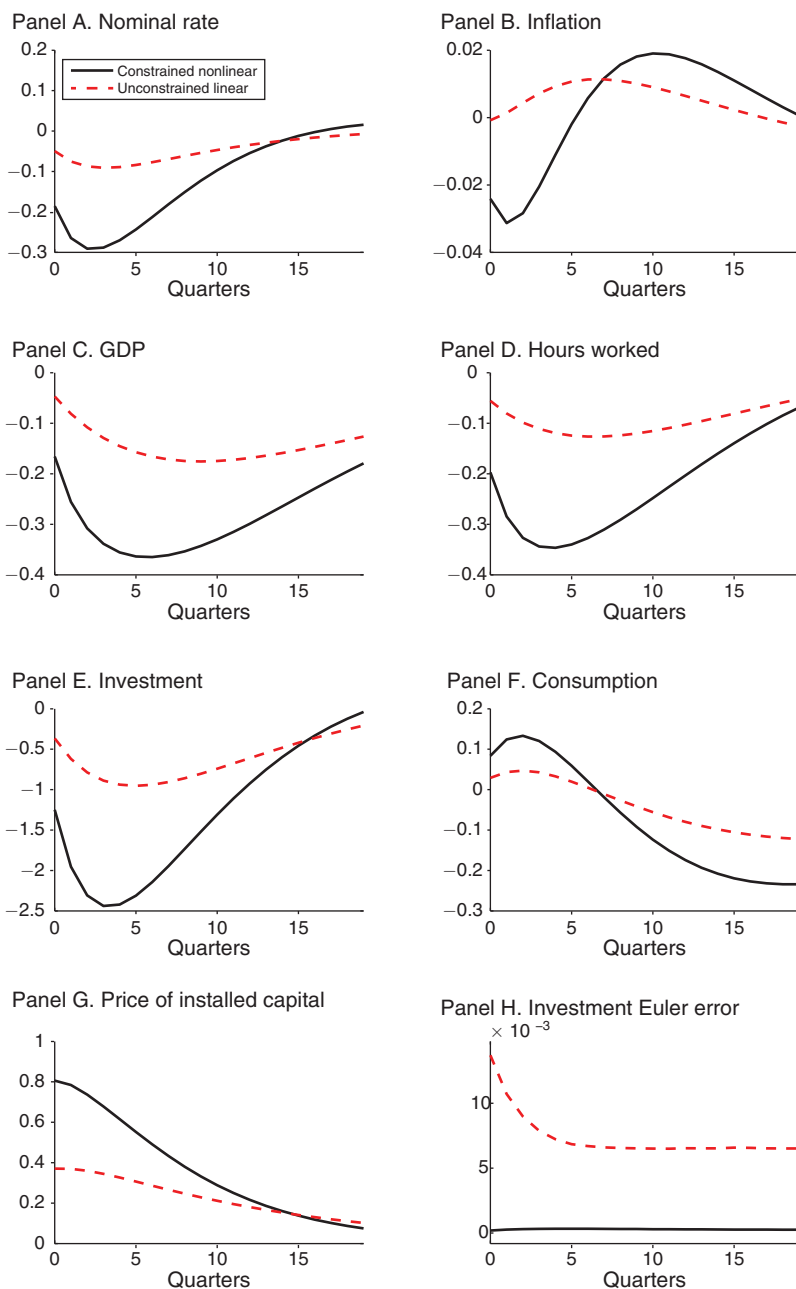 Panel A. Nominal rate
0.2
0.1
0
−0.1
−0.2
−0.3
0 5 10 15
Quarters
Constrained nonlinear
Unconstrained linear
Panel B. Inflation
0.02
0
−0.02
−0.04
0 5 10 15
Quarters
Panel C. GDP
0
−0.1
−0.2
−0.3
−0.4
0 5 10 15
Quarters
Panel D. Hours worked
0
−0.1
−0.2
−0.3
−0.4
0 5 10 15
Quarters
Panel E. Investment
0
−0.5
−1
−1.5
−2
−2.5
0 5 10 15
Quarters
Panel F. Consumption
0.2
0.1
0
−0.1
−0.2
−0.3
0 5 10 15
Quarters
Panel G. Price of installed capital
1
0.8
0.6
0.4
0.2
0
0 5 10 15
Quarters
Panel H. Investment Euler error
× 10 −3
10
5
0
0 5 10 15
Quarters